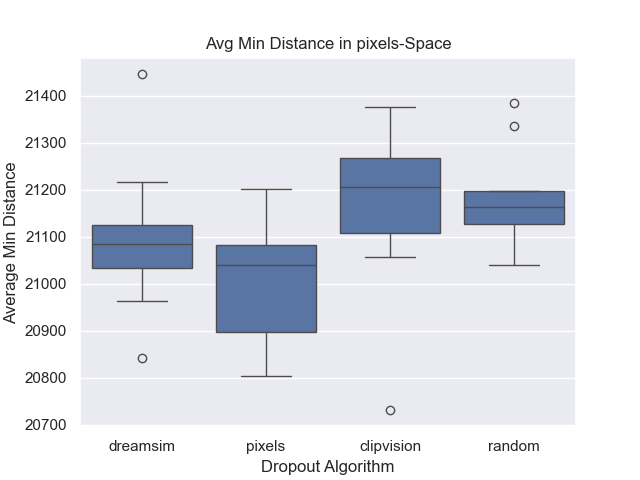 Avg Min Distance in pixels-Space
Average Min Distance
21400
21300
21200
21100
21000
20900
20800
20700
dreamsim pixels clipvision random
Dropout Algorithm